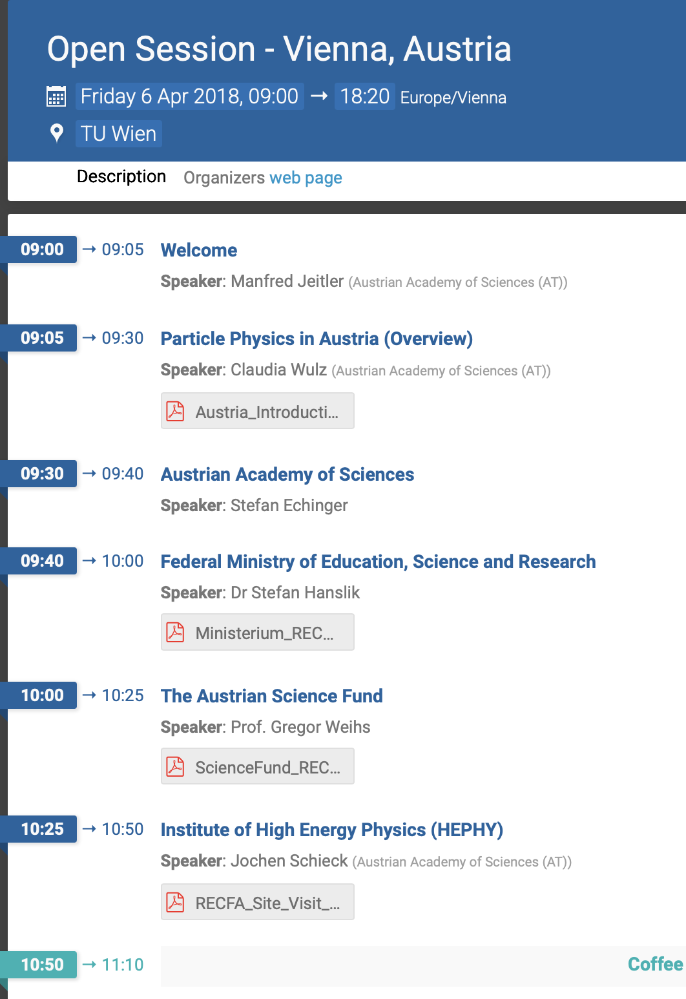 Open Session - Vienna, Austria
Friday 6 Apr 2018, 09:00 → 18:20 Europe/Vienna
TU Wien
Description Organizers web page
09:00 → 09:05 Welcome
Speaker: Manfred Jeitler (Austrian Academy of Sciences (AT))
09:05 → 09:30 Particle Physics in Austria (Overview)
Speaker: Claudia Wulz (Austrian Academy of Sciences (AT))
Austria_Introducti...
09:30 → 09:40 Austrian Academy of Sciences
Speaker: Stefan Echinger
09:40 → 10:00 Federal Ministry of Education, Science and Research
Speaker: Dr Stefan Hanslik
Ministerium_REC...
10:00 → 10:25 The Austrian Science Fund
Speaker: Prof. Gregor Weihs
ScienceFund_REC...
10:25 → 10:50 Institute of High Energy Physics (HEPHY)
Speaker: Jochen Schieck (Austrian Academy of Sciences (AT))
RECFA_Site_Visit_...
10:50 → 11:10 Coffee